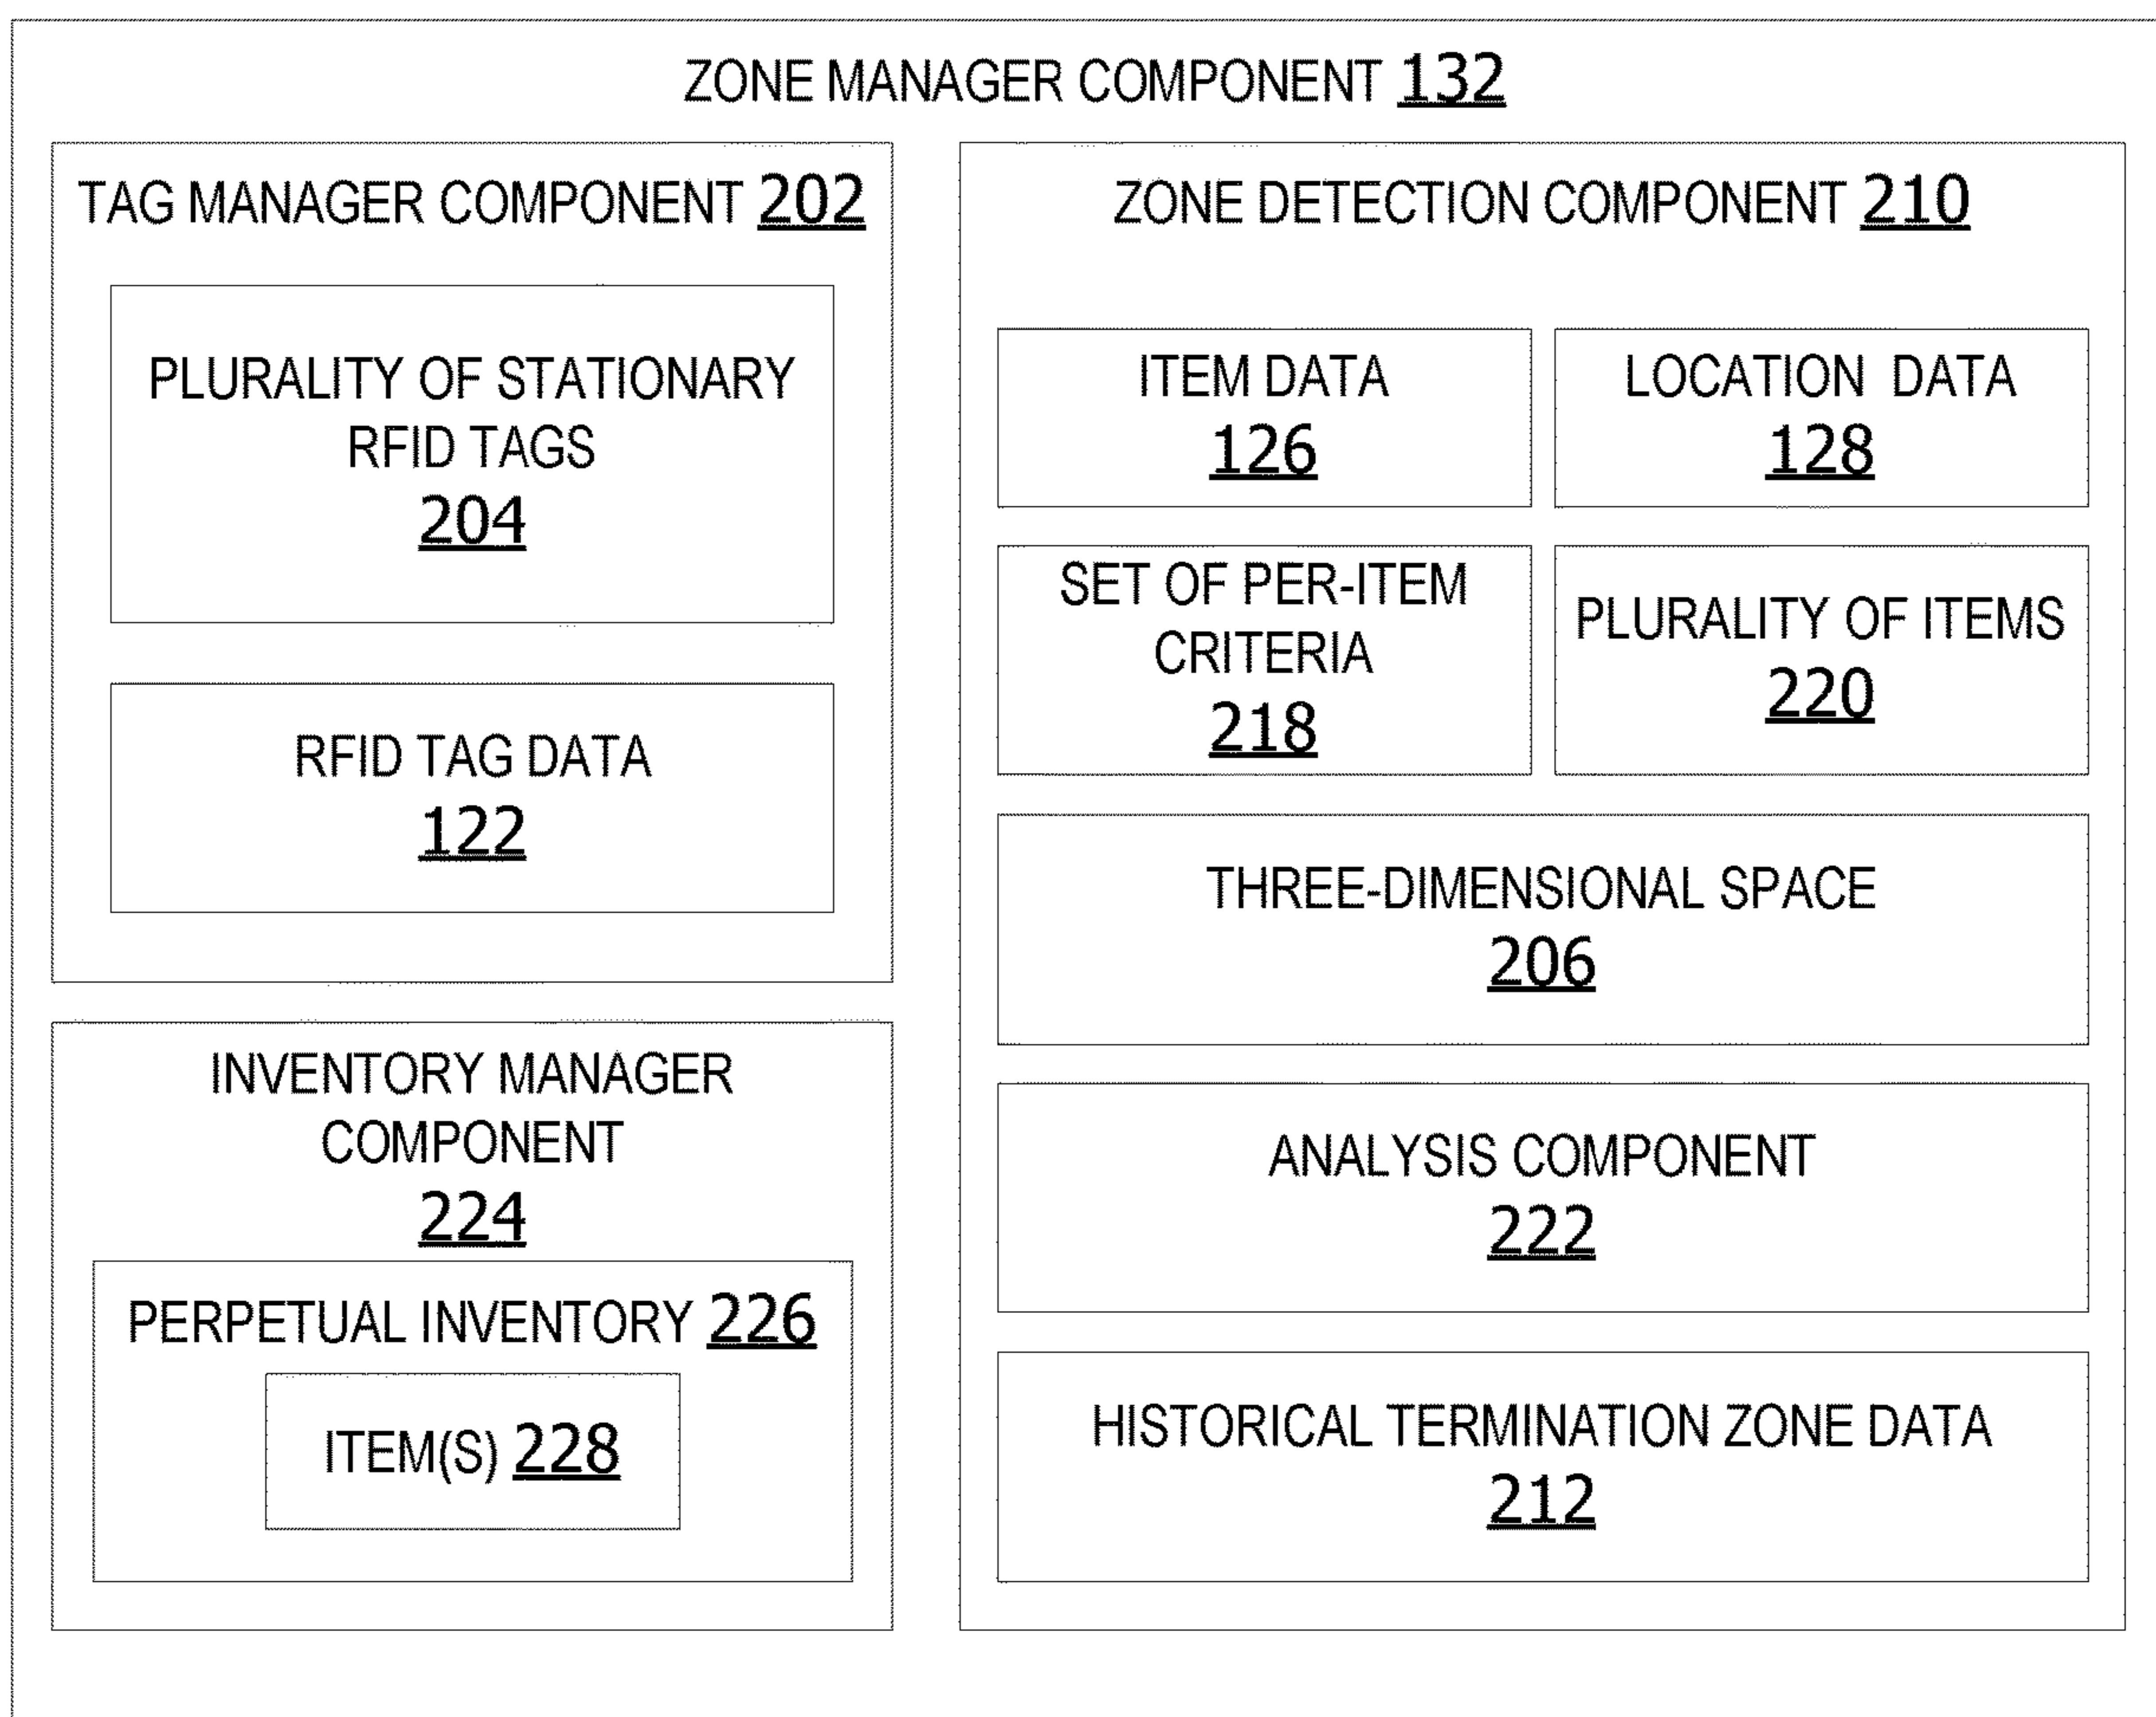 ZONE MANAGER COMPONENT 132
TAG MANAGER COMPONENT 202
PLURALITY OF STATIONARY
RFID TAGS
204
RFID TAG DATA
122
INVENTORY MANAGER
COMPONENT
224
PERPETUAL INVENTORY 226
ITEM(S) 228
ZONE DETECTION COMPONENT 210
ITEM DATA
126
LOCATION DATA
128
SET OF PER-ITEM
CRITERIA
218
PLURALITY OF ITEMS
220
THREE-DIMENSIONAL SPACE
206
ANALYSIS COMPONENT
222
HISTORICAL TERMINATION ZONE DATA
212